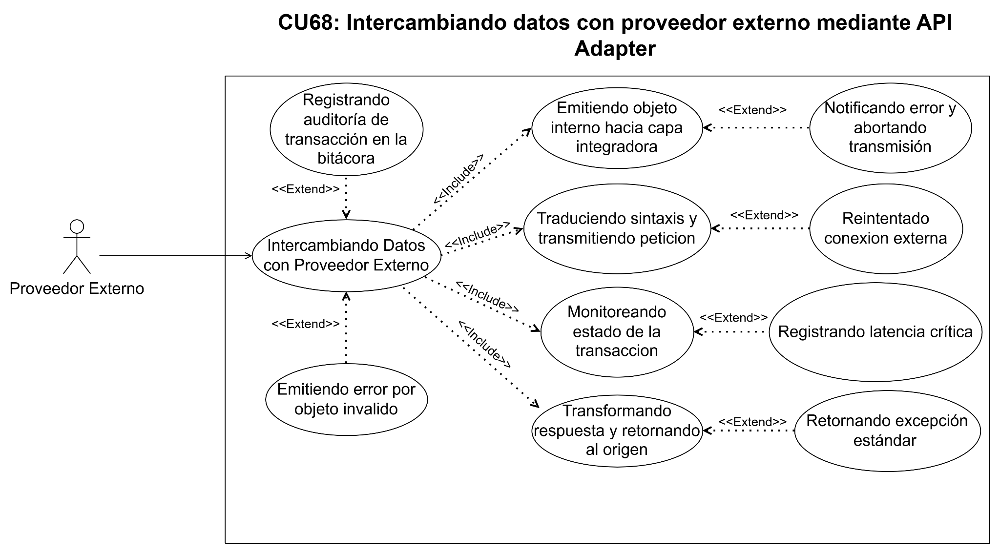 CU68: Intercambiando datos con proveedor externo mediante API
Adapter
Registrando
auditoría de
transacción en la
bitácora
<<Extend>>
Intercambiando Datos
con Proveedor Externo
<<Extend>>
Emitiendo error por
objeto invalido
Proveedor Externo
<<Include>>
<<Include>>
<<Include>>
<<Include>>
Emitiendo objeto
interno hacia capa
integradora
<<Extend>>
Notificando error y
abortando
transmisión
Traduciendo sintaxis y
transmitiendo peticion
<<Extend>>
Reintentado
conexion externa
Monitoreando
estado de la
transaccion
<<Extend>>
Registrando latencia crítica
Transformando
respuesta y retornando
al origen
<<Extend>>
Retornando excepción
estándar